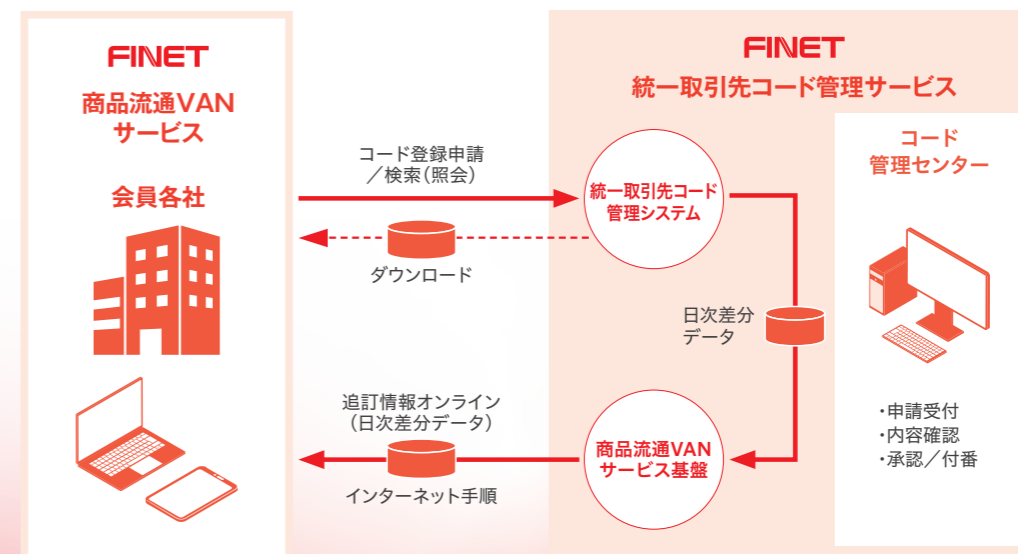 FINET
商品流通VAN
サービス
会員各社
コード登録申請
／検索（照会）
ダウンロード
追訂情報オンライン
（日次差分データ）
インターネット手順
FINET
統一取引先コード管理サービス
統一取引先コード
管理システム
日次差分
データ
商品流通VAN
サービス基盤
コード
管理センター
・申請受付
・内容確認
・承認／付番